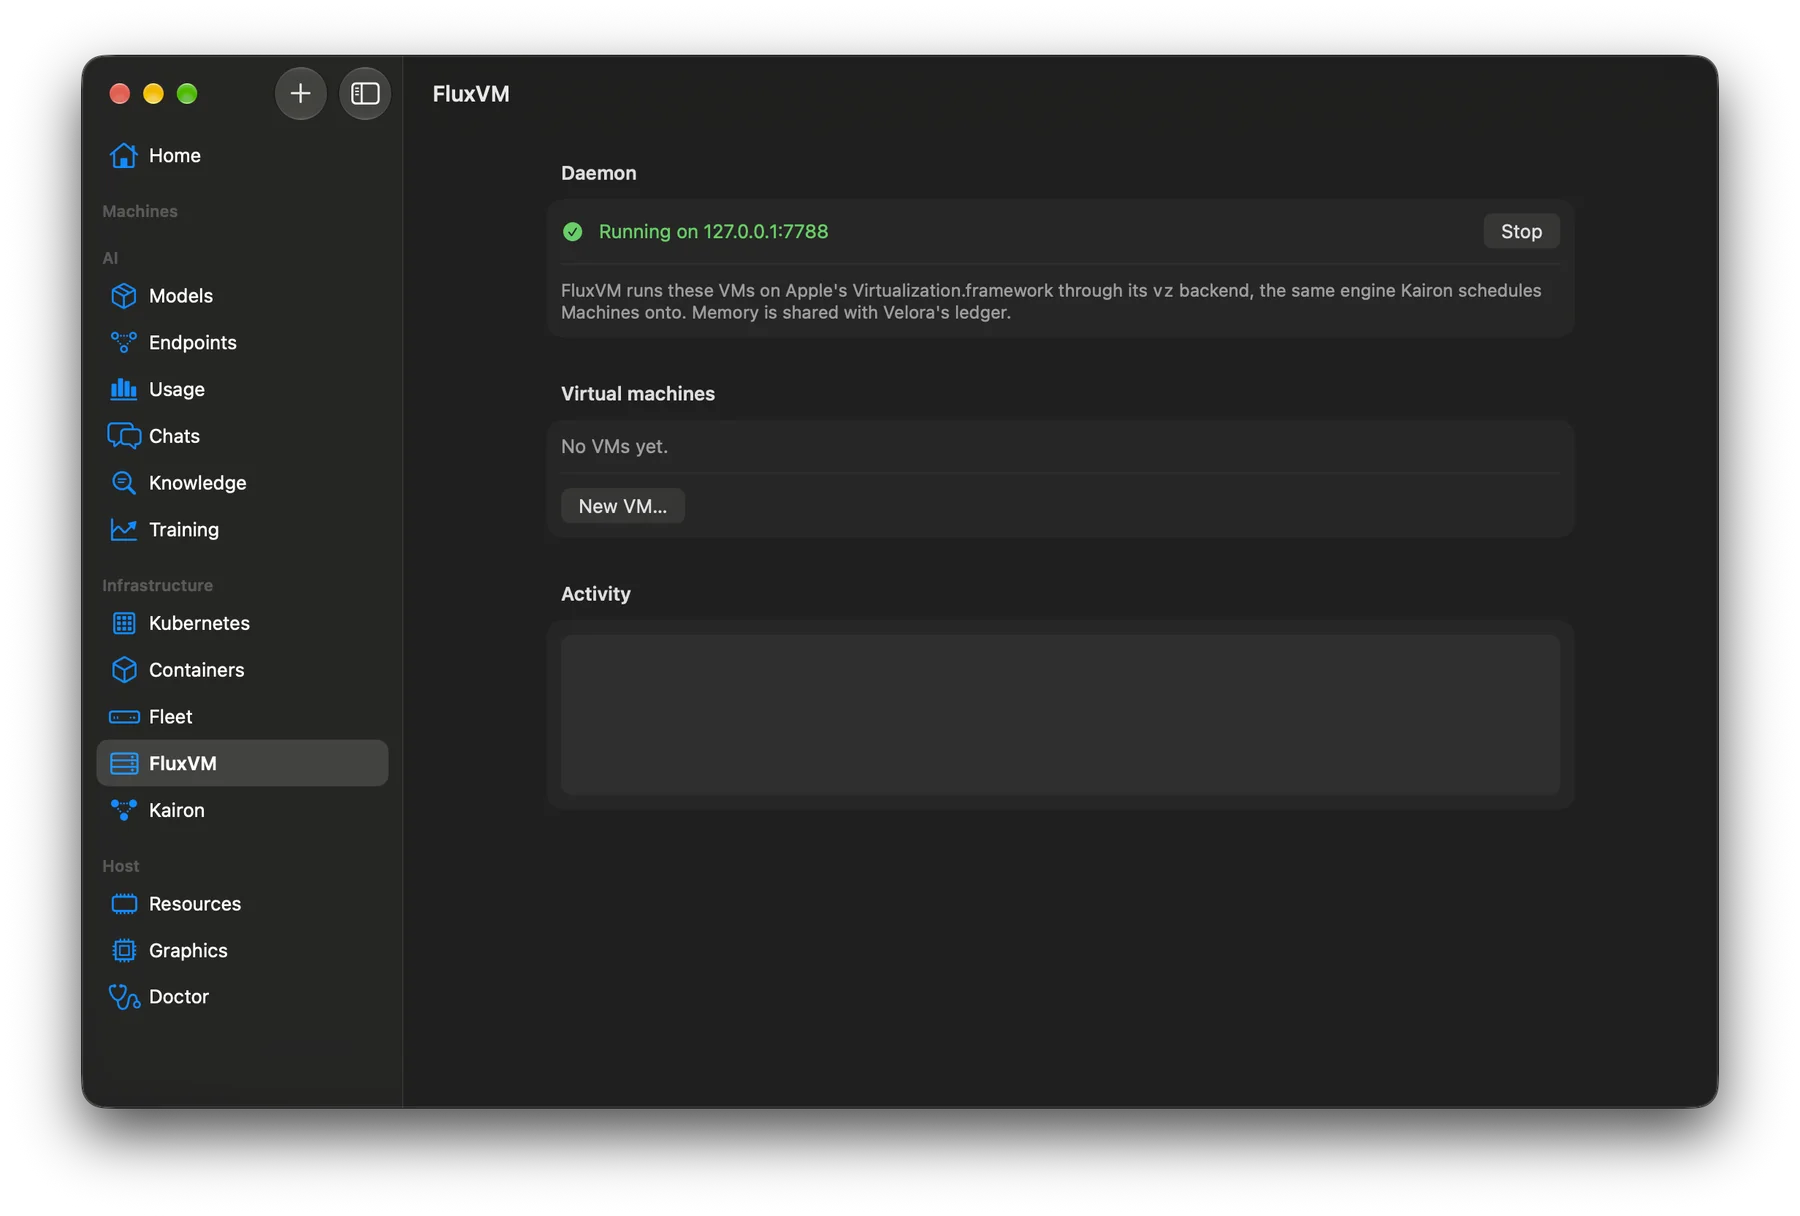 FluxVM
Home
Machines
AI
Models
Endpoints
Usage
Chats
Knowledge
Training
Infrastructure
Kubernetes
Containers
Fleet
FluxVM
Kairon
Host
Resources
Graphics
Doctor
Daemon
Running on 127.0.0.1:7788
Stop
FluxVM runs these VMs on Apple's Virtualization.framework through its vz backend, the same engine Kairon schedules
Machines onto. Memory is shared with Velora's ledger.
Virtual machines
No VMs yet.
New VM...
Activity